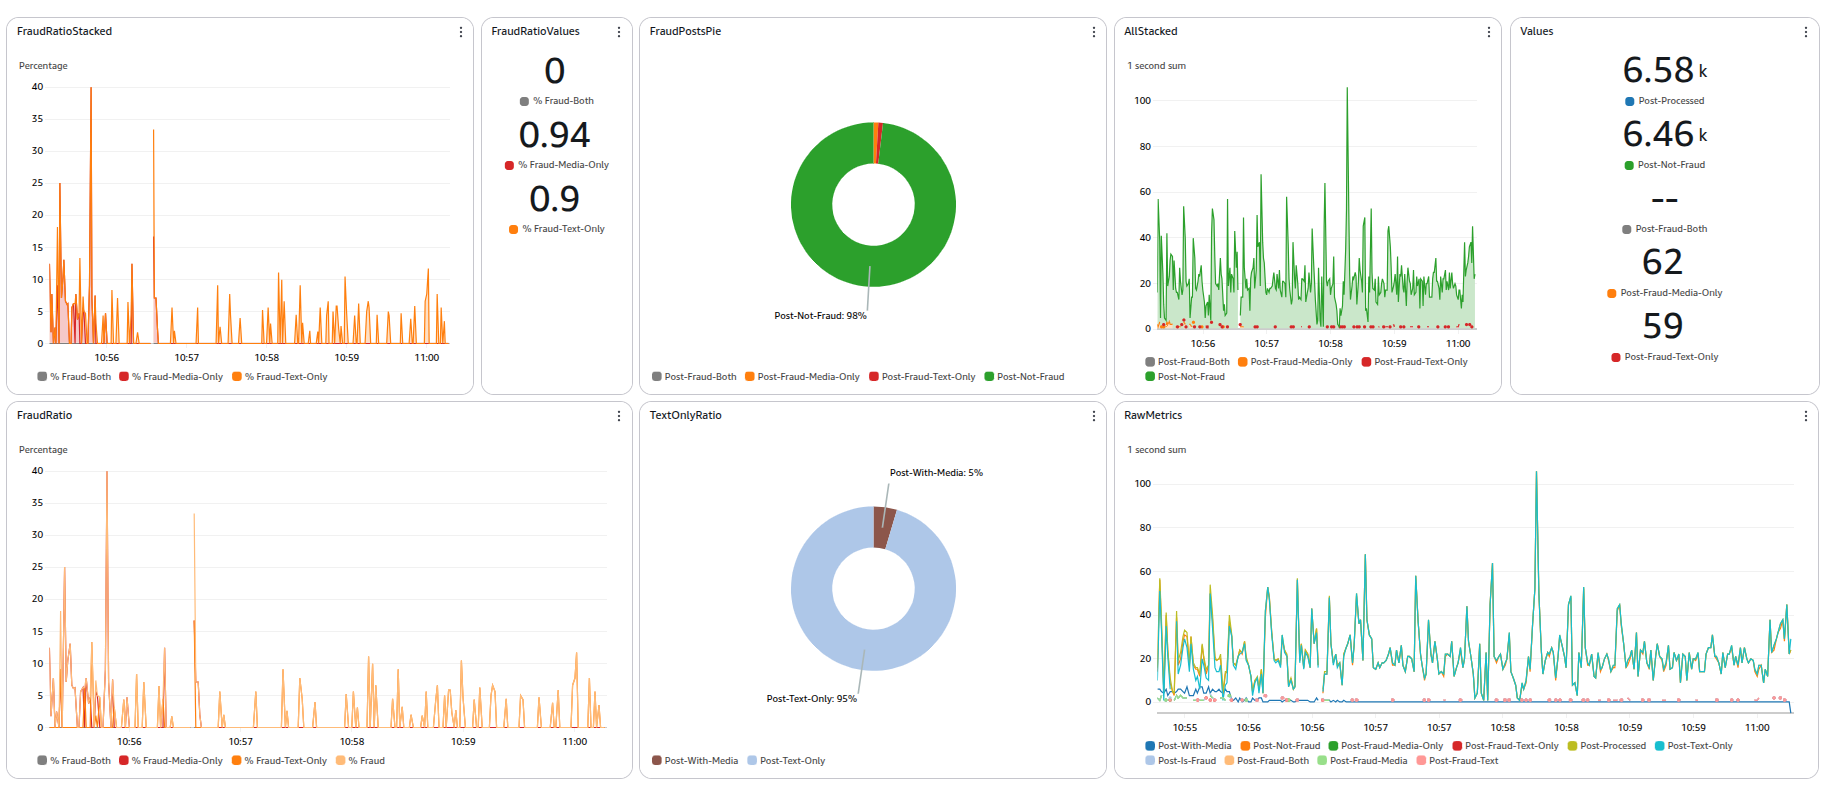 FraudRatioStacked
Percentage
40
35
30
25
20
15
10
5
0
10:56 10:57 10:58 10:59 11:00
% Fraud-Both % Fraud-Media-Only % Fraud-Text-Only
FraudRatioValues
0
% Fraud-Both
0.94
% Fraud-Media-Only
0.9
% Fraud-Text-Only
FraudPostsPie
Post-Not-Fraud: 98%
Post-Fraud-Both Post-Fraud-Media-Only Post-Fraud-Text-Only Post-Not-Fraud
AllStacked
1 second sum
100
80
60
40
20
0
10:56 10:57 10:58 10:59 11:00
Post-Fraud-Both Post-Fraud-Media-Only Post-Fraud-Text-Only
Post-Not-Fraud
Values
6.58 k
Post-Processed
6.46 k
Post-Not-Fraud
--
Post-Fraud-Both
62
Post-Fraud-Media-Only
59
Post-Fraud-Text-Only
FraudRatio
Percentage
40
35
30
25
20
15
10
5
0
10:56 10:57 10:58 10:59 11:00
% Fraud-Both % Fraud-Media-Only % Fraud-Text-Only % Fraud
TextOnlyRatio
Post-With-Media: 5%
Post-Text-Only: 95%
Post-With-Media Post-Text-Only
RawMetrics
1 second sum
100
80
60
40
20
0
10:55 10:56 10:56 10:57 10:57 10:58 10:58 10:59 10:59 11:00
Post-With-Media Post-Not-Fraud Post-Fraud-Media-Only Post-Fraud-Text-Only Post-Processed Post-Text-Only
Post-Is-Fraud Post-Fraud-Both Post-Fraud-Media Post-Fraud-Text